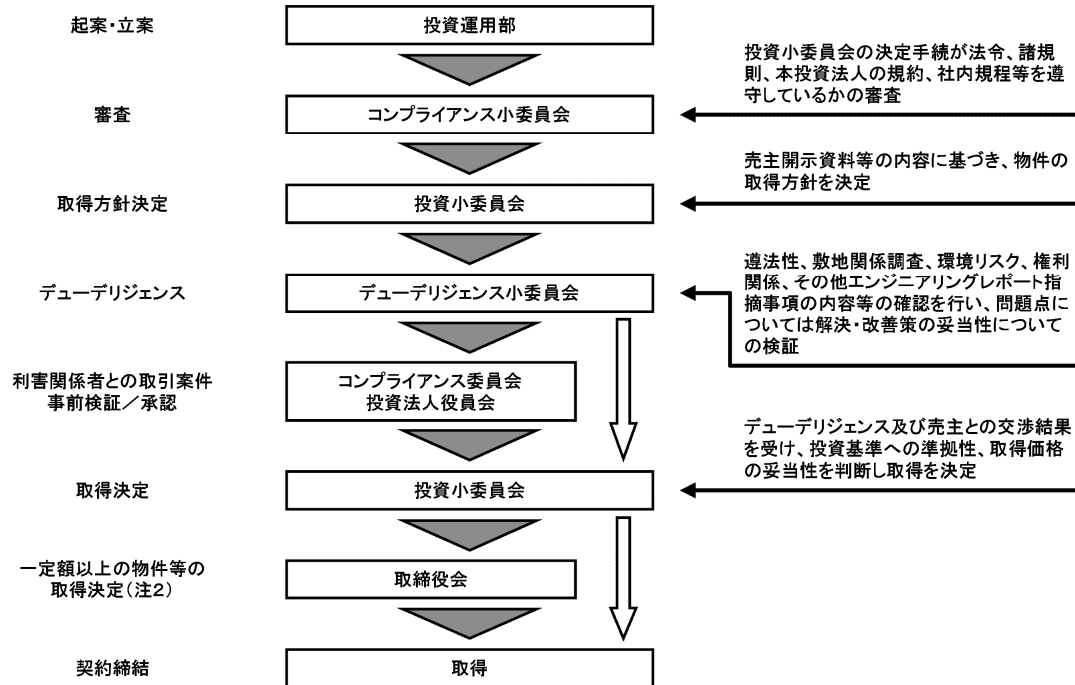 起案・立案
投資運用部
投資小委員会の決定手続が法令、諸規
則、本投資法人の規約、社内規程等を遵
守しているかの審査
審査
コンプライアンス小委員会
売主開示資料等の内容に基づき、物件の
取得方針を決定
取得方針決定
投資小委員会
遵法性、敷地関係調査、環境リスク、権利
関係、その他エンジニアリングレポート指
摘事項の内容等の確認を行い、問題点に
ついては解決・改善策の妥当性について
の検証
デューデリジェンス
デューデリジェンス小委員会
利害関係者との取引案件
事前検証／承認
コンプライアンス委員会
投資法人役員会
デューデリジェンス及び売主との交渉結果
を受け、投資基準への準拠性、取得価格
の妥当性を判断し取得を決定
取得決定
投資小委員会
一定額以上の物件等の
取得決定（注２）
取締役会
契約締結
取得